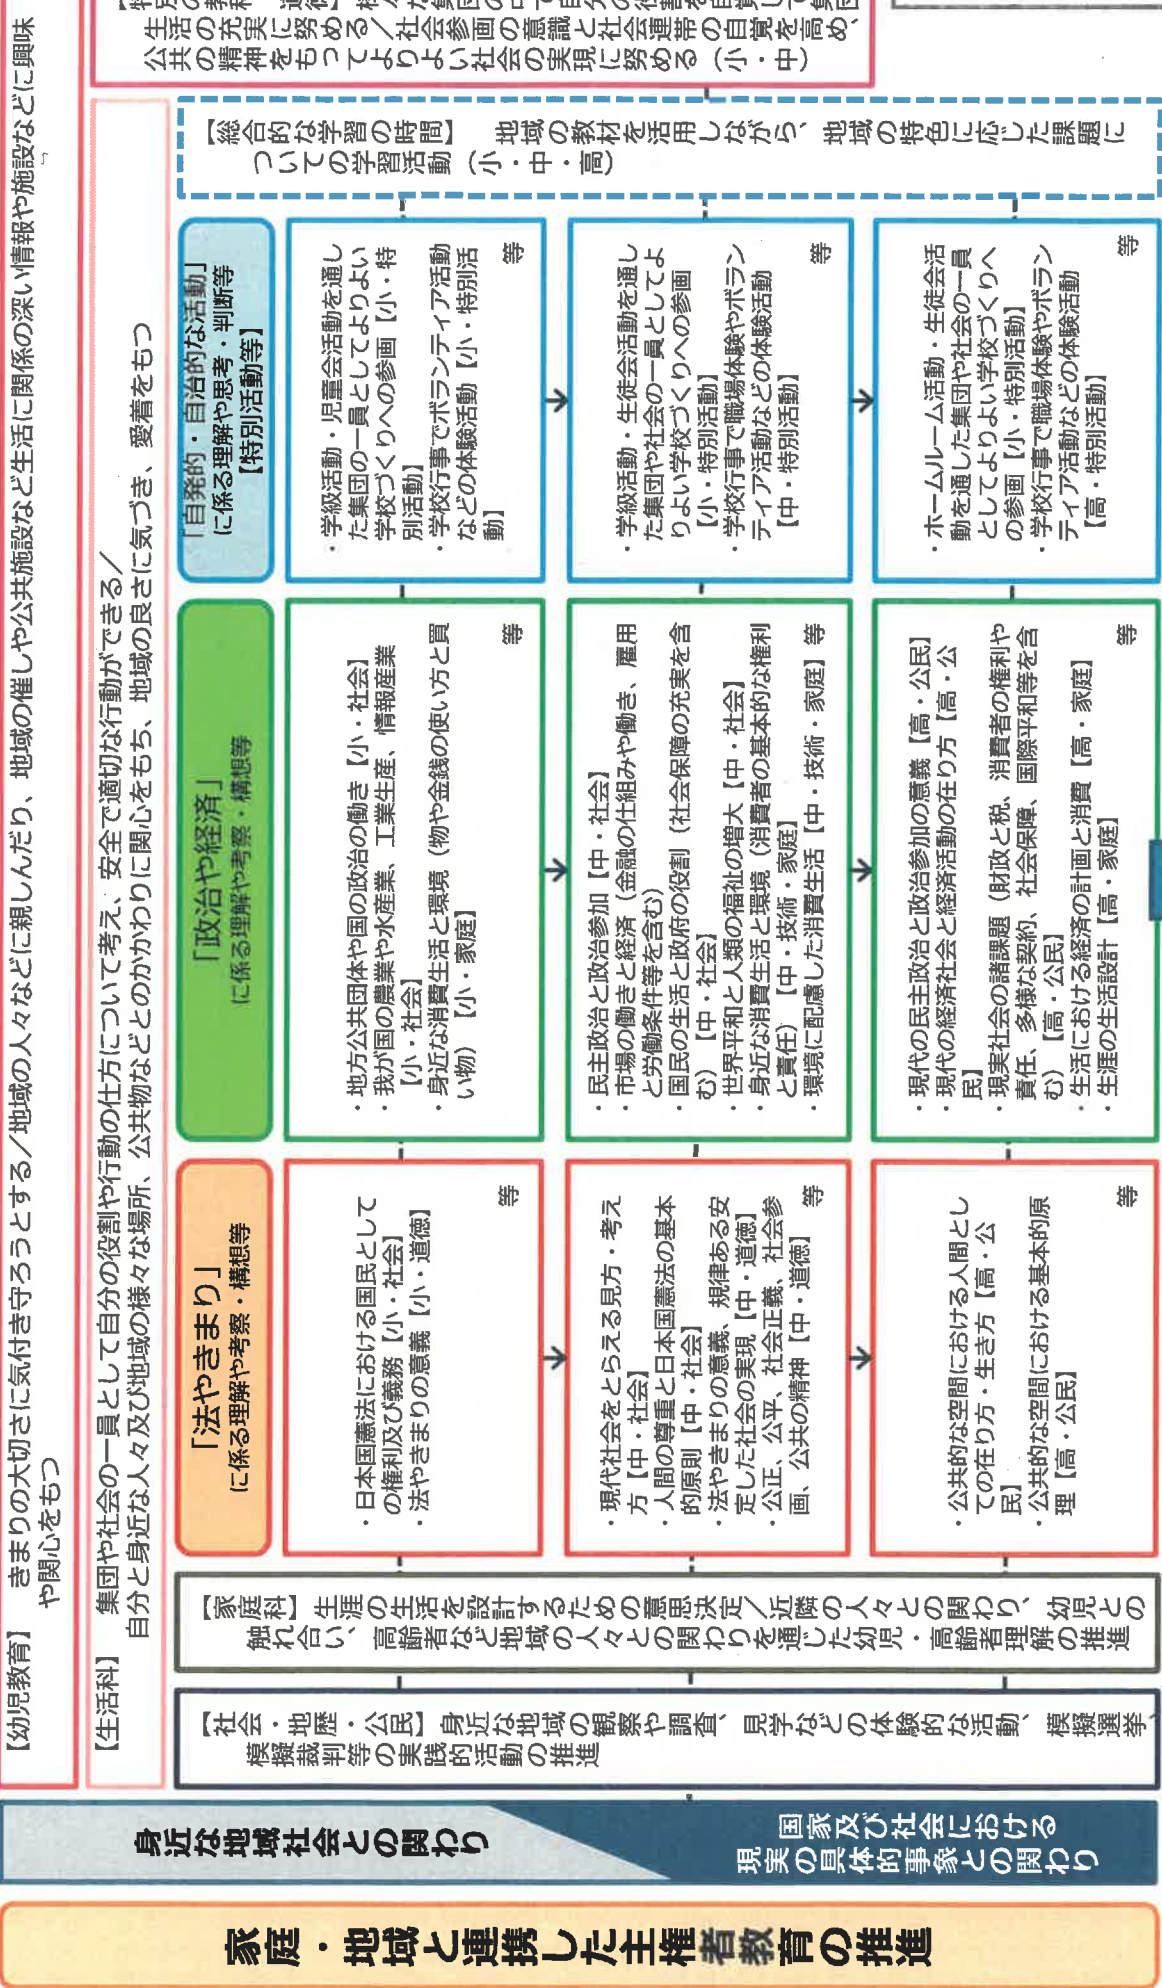 【幼児教育】　きまりの大切さに気付き守ろうとする／地域の人々などに親しんだり、地域の催しや公共施設など生活に関係の深い情報や施設などに興味
や関心をもつ
【生活科】　集団や社会の一員として自分の役割や行動の仕方について考え、安全で適切な行動ができる／
自分と身近な人々及び地域の様々な場所、公共物などとのかかわりに関心をもち、地域の良さに気づき、愛着をもつ
家庭・地域と連携した主権者教育の推進
身近な地域社会との関わり
国家及び社会における
現実の具体的事象との関わり
【社会・地歴・公民】身近な地域の観察や調査、見学などの体験的な活動、模擬選挙、
模擬裁判等の実践的活動の推進
【家庭科】生涯の生活を設計するための意思決定／近隣の人々との関わり、幼児との
触れ合い、高齢者など地域の人々との関わりを通じた幼児・高齢者理解の推進
「法やきまり」
に係る理解や考察・構想等
・日本国憲法における国民として
の権利及び義務【小・社会】
・法やきまりの意義【小・道徳】
等
・現代社会をとらえる見方・考え
方【中・社会】
・人間の尊重と日本国憲法の基本
的原則【中・社会】
・法やきまりの意義、規律ある安
定した社会の実現【中・道徳】
・公正、公平、社会正義、社会参
画、公共の精神【中・道徳】　等
・公共的な空間における人間とし
ての在り方・生き方【高・公
民】
・公共的な空間における基本的原
理【高・公民】
等
「政治や経済」
に係る理解や考察・構想等
・地方公共団体や国の政治の働き【小・社会】
・我が国の農業や水産業、工業生産、情報産業
【小・社会】
・身近な消費生活と環境（物や金銭の使い方と買
い物）【小・家庭】
等
・民主政治と政治参加【中・社会】
・市場の働きと経済（金融の仕組みや働き、雇用
と労働条件等を含む）
・国民の生活と政府の役割（社会保障の充実を含
む）【中・社会】
・世界平和と人類の福祉の増大【中・社会】
・身近な消費生活と環境（消費者の基本的な権利
と責任）【中・技術・家庭】
・環境に配慮した消費生活【中・技術・家庭】等
・現代の民主政治と政治参加の意義【高・公民】
・現代の経済社会と経済活動の在り方【高・公
民】
・現実社会の諸課題（財政と税、消費者の権利や
責任、多様な契約、社会保障、国際平和等を含
む）【高・公民】
・生活における経済の計画と消費【高・家庭】
・生涯の生活設計【高・家庭】
等
「自発的・自治的な活動」
に係る理解や思考・判断等
【特別活動等】
・学級活動・児童会活動を通し
た集団の一員としてよりよい
学校づくりへの参画【小・特
別活動】
・学校行事でボランティア活動
などの体験活動【小・特別活
動】
等
・学級活動・生徒会活動を通し
た集団や社会の一員としてよ
りよい学校づくりへの参画
【小・特別活動】
・学校行事で職場体験やボラン
ティア活動などの体験活動
【中・特別活動】
等
・ホームルーム活動・生徒会活
動を通した集団や社会の一員
としてよりよい学校づくりへ
の参画【小・特別活動】
・学校行事で職場体験やボラン
ティア活動などの体験活動
【高・特別活動】
等
【総合的な学習の時間】　地域の教材を活用しながら、地域の特色に応じた課題に
ついての学習活動（小・中・高）
生活の充実に努める／社会参画の意識と社会連帯の自覚を高め、
公共の精神をもってよりよい社会の実現に努める（小・中）